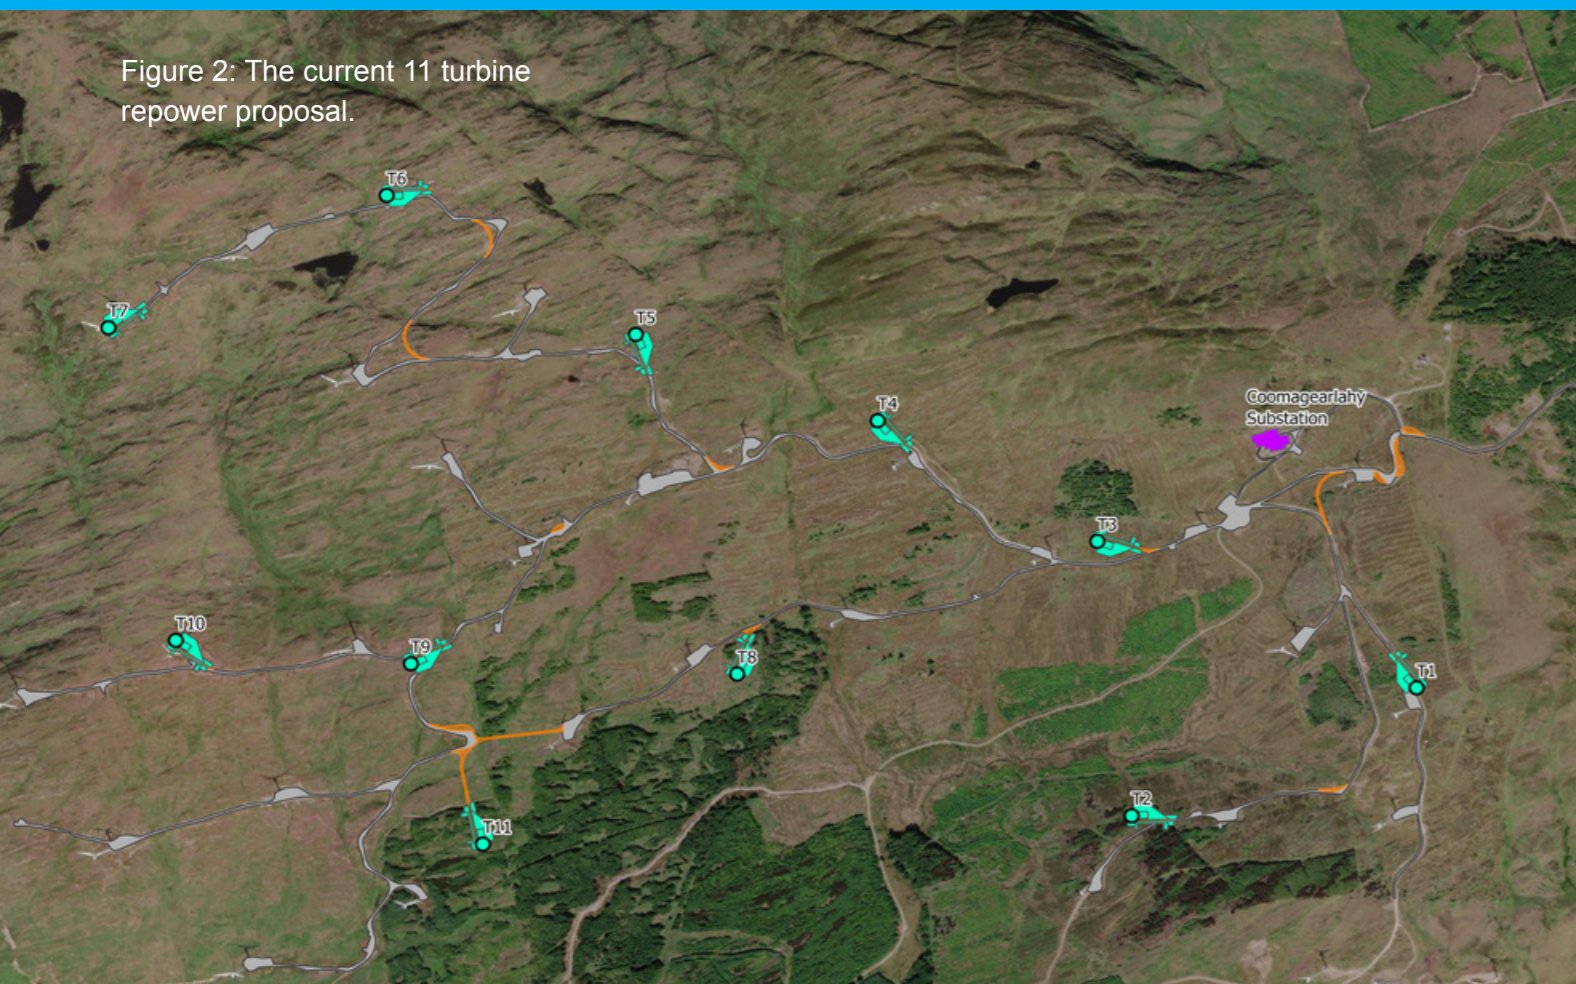 Figure 2: The current 11 turbine
repower proposal.
T6
T7
T5
T4
Coomagearlahy
Substation
T3
T10
T9
T8
T1
T2
T11